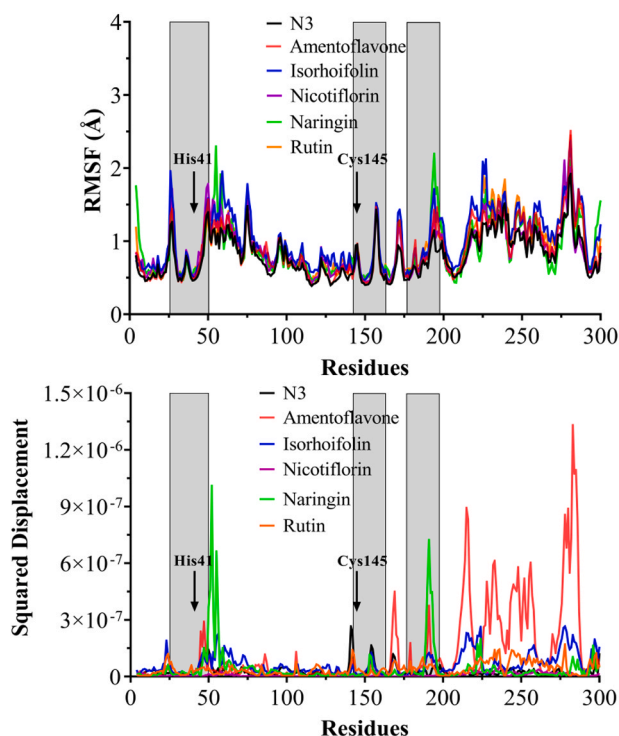 N3
Amentoflavone
Isorhoifolin
Nicotiflorin
Naringin
Rutin
His41
Cys145
RMSF (Å)
4
3
2
1
0
0 50 100 150 200 250 300
Residues
N3
Amentoflavone
Isorhoifolin
Nicotiflorin
Naringin
Rutin
His41
Cys145
Squared Displacement
1.5×10-6
1.2×10-6
9×10-7
6×10-7
3×10-7
0
0 50 100 150 200 250 300
Residues